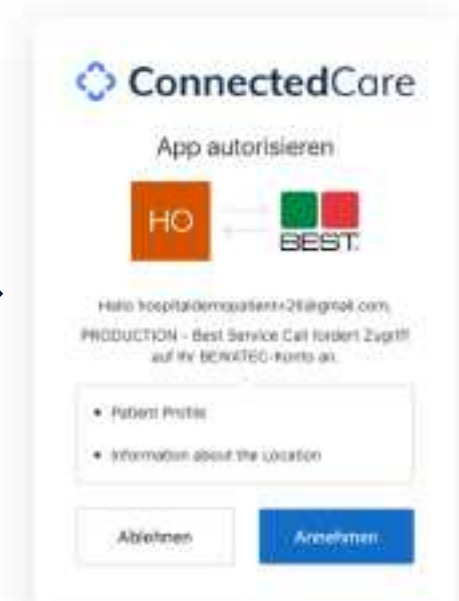 ConnectedCare
App autorisieren
HO
BEST
Hallo hospitaldemopatient+26@gmail.com,
PRODUCTION - Best Service Call fordert Zugriff
auf Ihr BEWATEC-Konto an.
Patient Profile
Information about the Location
Ablehnen
Annehmen